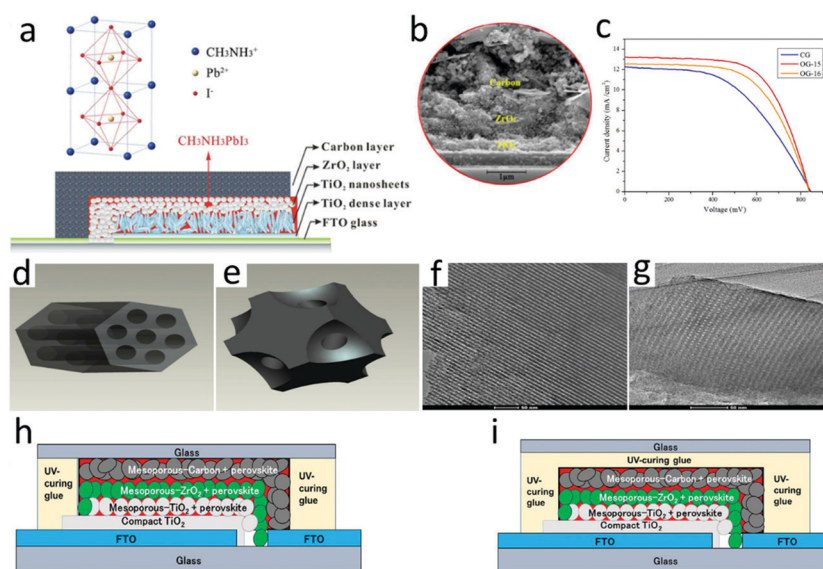 a
CH₃NH₃⁺
Pb²⁺
I⁻
CH₃NH₃PbI₃
Carbon layer
ZrO₂ layer
TiO₂ nanosheets
TiO₂ dense layer
FTO glass
b
Carbon
ZrO₂
TiO₂
1μm
c
CG
OG-15
OG-16
Current density (mA /cm²)
14
12
10
8
6
4
2
0
0 200 400 600 800
Voltage (mV)
d
e
f
50 nm
g
50 nm
h
Glass
UV-curing glue
Mesoporous-Carbon + perovskite
Mesoporous-ZrO₂ + perovskite
Mesoporous-TiO₂ + perovskite
Compact TiO₂
UV-curing glue
FTO
FTO
Glass
i
Glass
UV-curing glue
UV-curing glue
Mesoporous-Carbon + perovskite
Mesoporous-ZrO₂ + perovskite
Mesoporous-TiO₂ + perovskite
Compact TiO₂
UV-curing glue
FTO
FTO
Glass